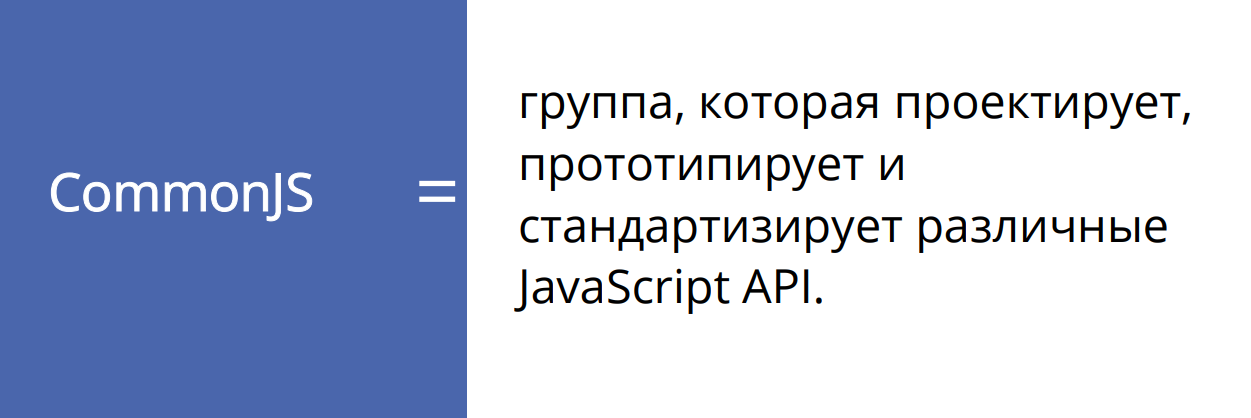 CommonJS =
группа, которая проектирует,
прототипирует и
стандартизирует различные
JavaScript API.